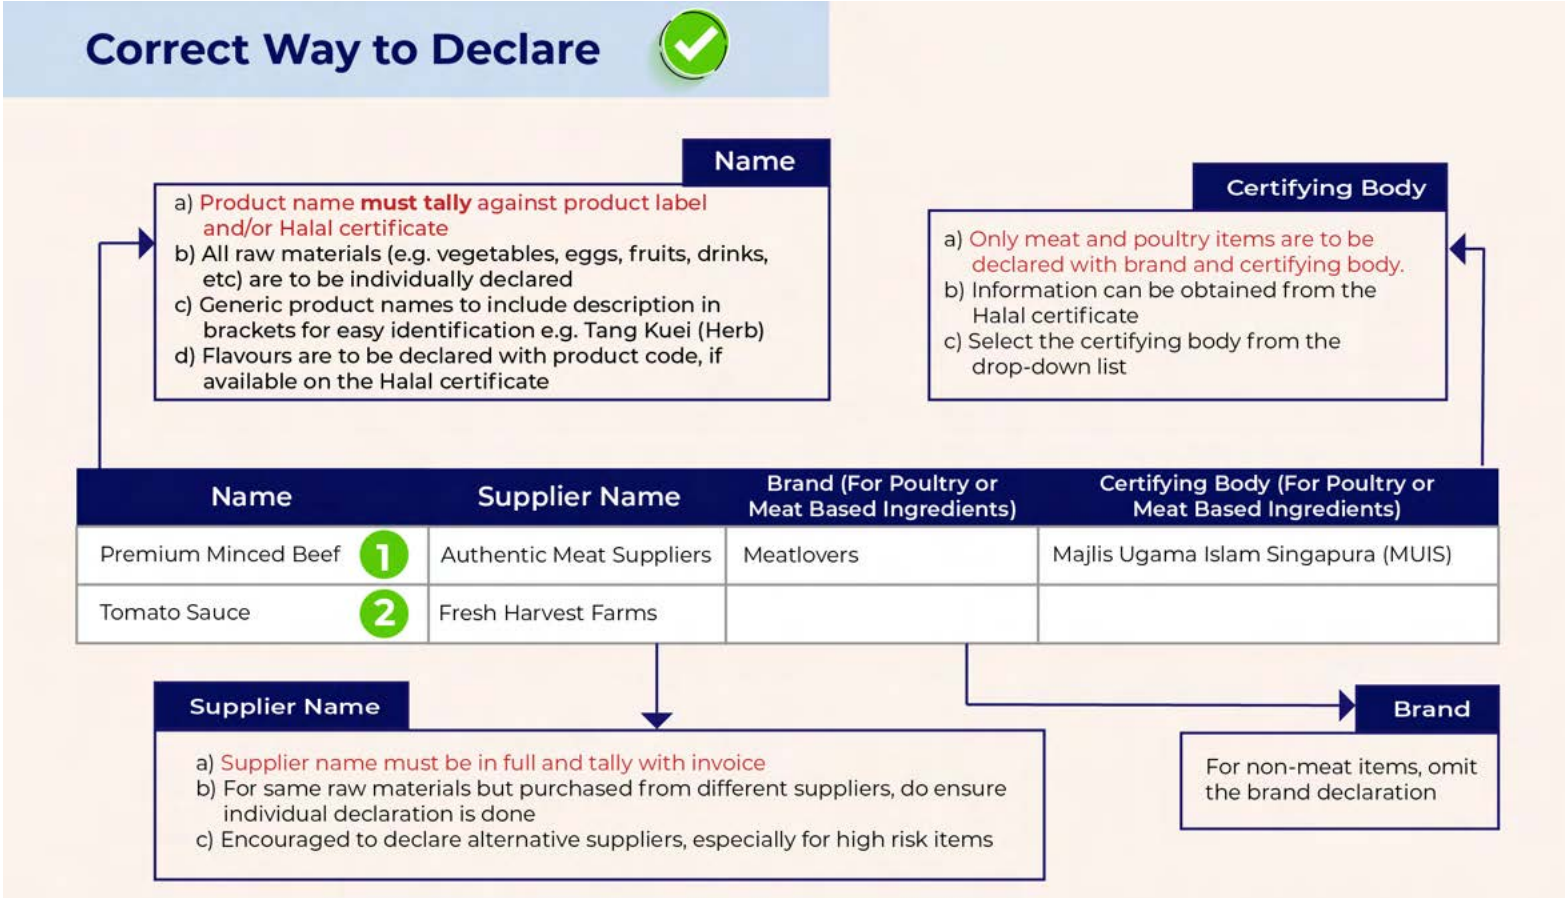 Correct Way to Declare
Name
a) Product name must tally against product label
and/or Halal certificate
b) All raw materials (e.g. vegetables, eggs, fruits, drinks,
etc) are to be individually declared
c) Generic product names to include description in
brackets for easy identification e.g. Tang Kuei (Herb)
d) Flavours are to be declared with product code, if
available on the Halal certificate
Certifying Body
a) Only meat and poultry items are to be
declared with brand and certifying body.
b) Information can be obtained from the
Halal certificate
c) Select the certifying body from the
drop-down list
Name
Supplier Name
Brand (For Poultry or
Meat Based Ingredients)
Certifying Body (For Poultry or
Meat Based Ingredients)
Premium Minced Beef 1
Authentic Meat Suppliers
Meatlovers
Majlis Ugama Islam Singapura (MUIS)
Tomato Sauce 2
Fresh Harvest Farms
Supplier Name
a) Supplier name must be in full and tally with invoice
b) For same raw materials but purchased from different suppliers, do ensure
individual declaration is done
c) Encouraged to declare alternative suppliers, especially for high risk items
Brand
For non-meat items, omit
the brand declaration